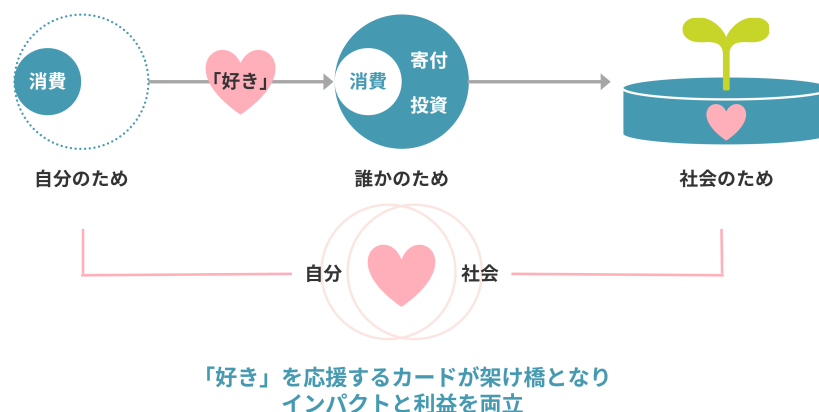 消費
「好き」
消費
寄付
投資
自分のため
誰かのため
社会のため
自分
社会
「好き」を応援するカードが架け橋となり
インパクトと利益を両立